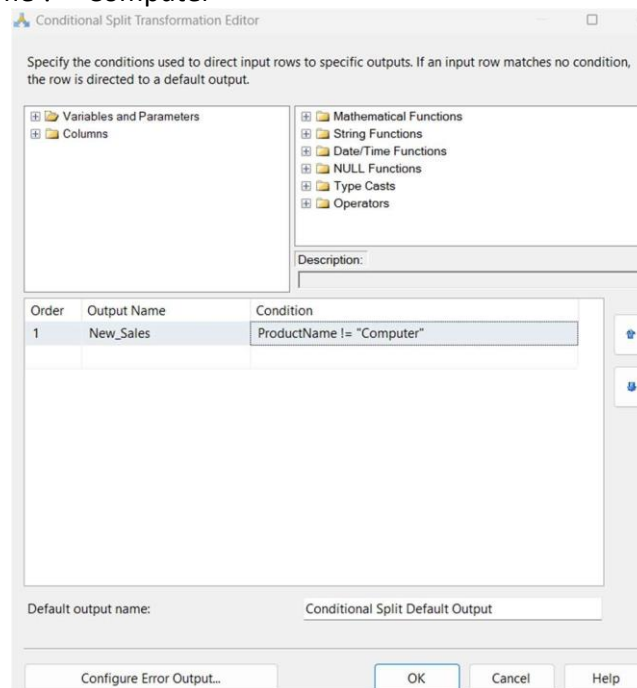 Conditional Split Transformation Editor
Specify the conditions used to direct input rows to specific outputs. If an input row matches no condition,
the row is directed to a default output.
Variables and Parameters
Columns
Mathematical Functions
String Functions
Date/Time Functions
NULL Functions
Type Casts
Operators
Description:
Order Output Name Condition
1 New_Sales ProductName != "Computer"
Default output name: Conditional Split Default Output
Configure Error Output... OK Cancel Help